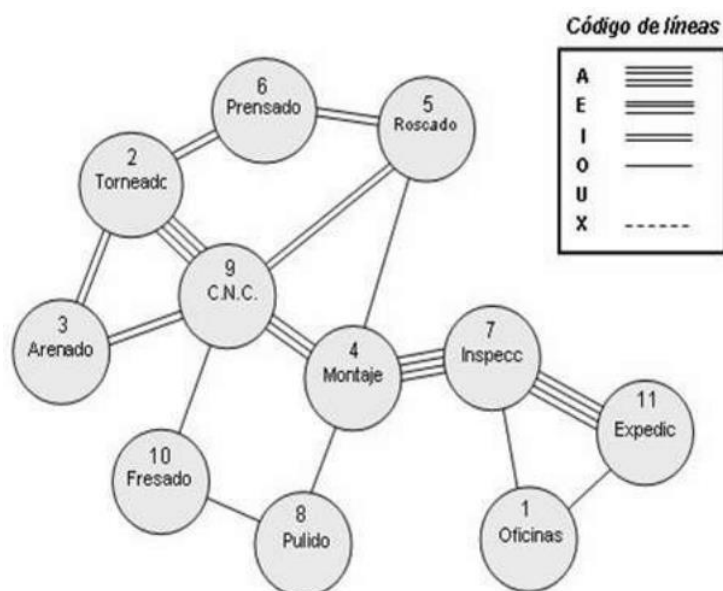 Código de líneas
A
E
I
O
U
X
6
Prensado
5
Roscado
2
Torneadc
9
C.N.C.
3
Arenado
4
Montaje
7
Inspecc
11
Expedic
10
Fresado
8
Pulido
1
Oficinas